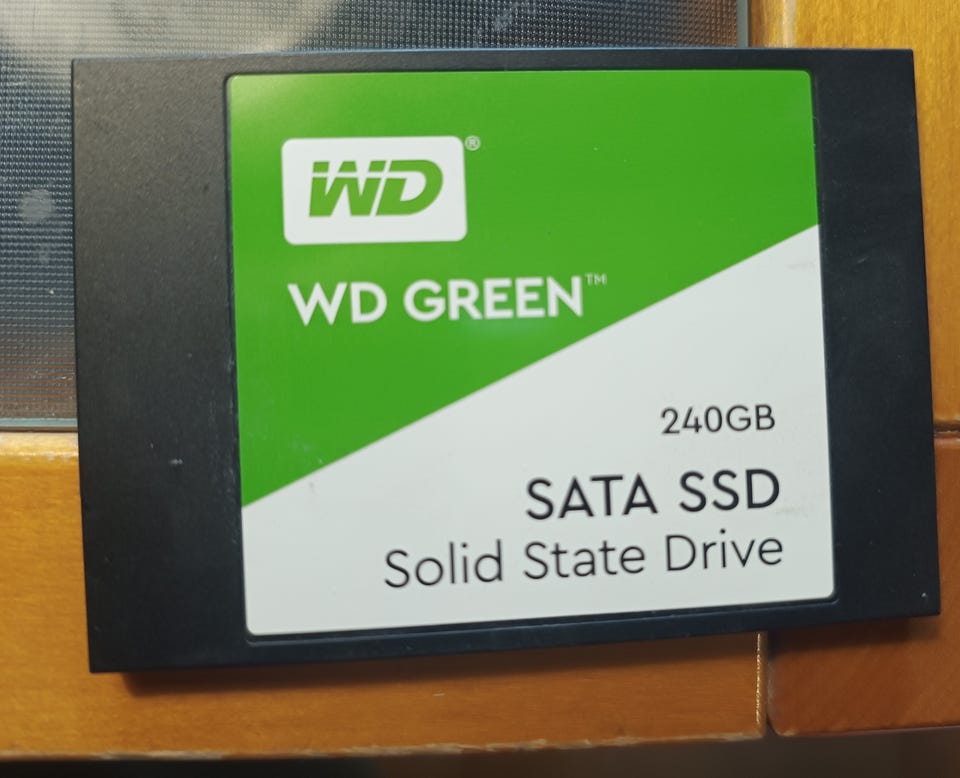 WD®
WD GREEN™
240GB
SATA SSD
Solid State Drive